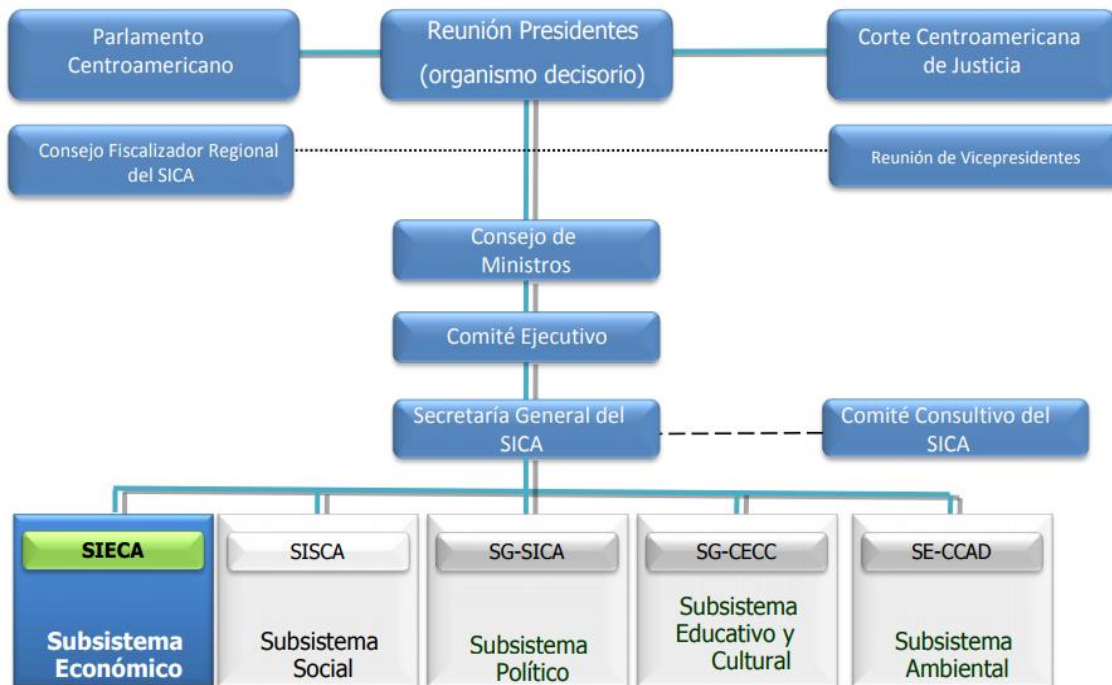 Parlamento
Centroamericano
Reunión Presidentes
(organismo decisorio)
Corte Centroamericana
de Justicia
Consejo Fiscalizador Regional
del SICA
Reunión de Vicepresidentes
Consejo de
Ministros
Comité Ejecutivo
Secretaría General del
SICA
Comité Consultivo del
SICA
SIECA
Subsistema
Económico
SISCA
Subsistema
Social
SG-SICA
Subsistema
Político
SG-CECC
Subsistema
Educativo y
Cultural
SE-CCAD
Subsistema
Ambiental